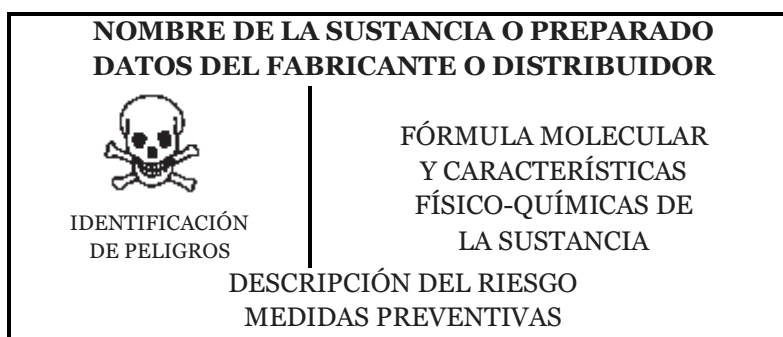 NOMBRE DE LA SUSTANCIA O PREPARADO
DATOS DEL FABRICANTE O DISTRIBUIDOR
IDENTIFICACIÓN
DE PELIGROS
FÓRMULA MOLECULAR
Y CARACTERÍSTICAS
FÍSICO-QUÍMICAS DE
LA SUSTANCIA
DESCRIPCIÓN DEL RIESGO
MEDIDAS PREVENTIVAS